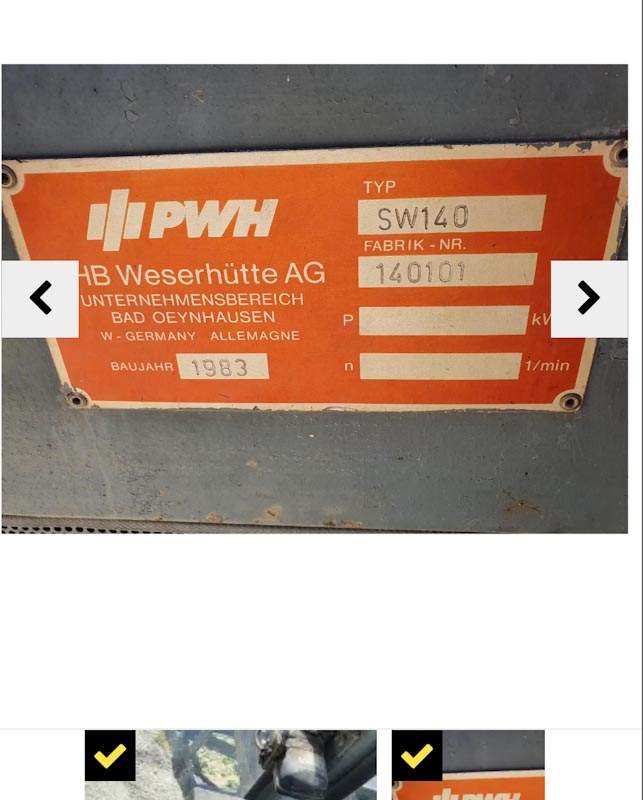 PWH
HB Weserhütte AG
UNTERNEHMENSBEREICH
BAD OEYNHAUSEN
W - GERMANY ALLEMAGNE
BAUJAHR 1983
TYP
SW140
FABRIK - NR.
140101
P kW
n 1/min
PWH